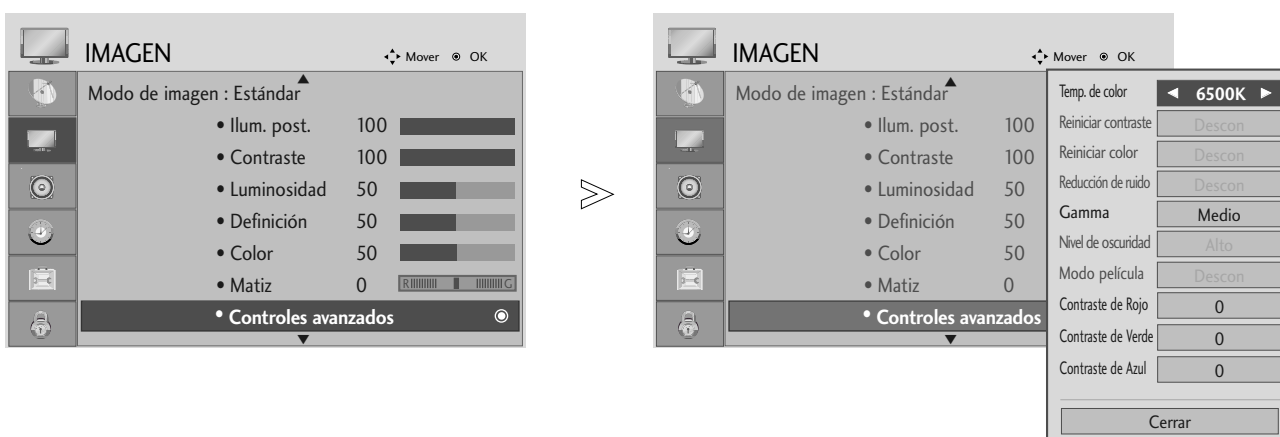 IMAGEN
Mover OK
Modo de imagen : Estándar
• Ilum. post. 100
• Contraste 100
• Luminosidad 50
• Definición 50
• Color 50
• Matiz 0 R G
• Controles avanzados
IMAGEN
Mover OK
Modo de imagen : Estándar
• Ilum. post. 100
• Contraste 100
• Luminosidad 50
• Definición 50
• Color 50
• Matiz 0
• Controles avanzados
Temp. de color ◄ 6500K ►
Reiniciar contraste Descon
Reiniciar color Descon
Reducción de ruido Descon
Gamma Medio
Nivel de oscuridad Alto
Modo película Descon
Contraste de Rojo 0
Contraste de Verde 0
Contraste de Azul 0
Cerrar